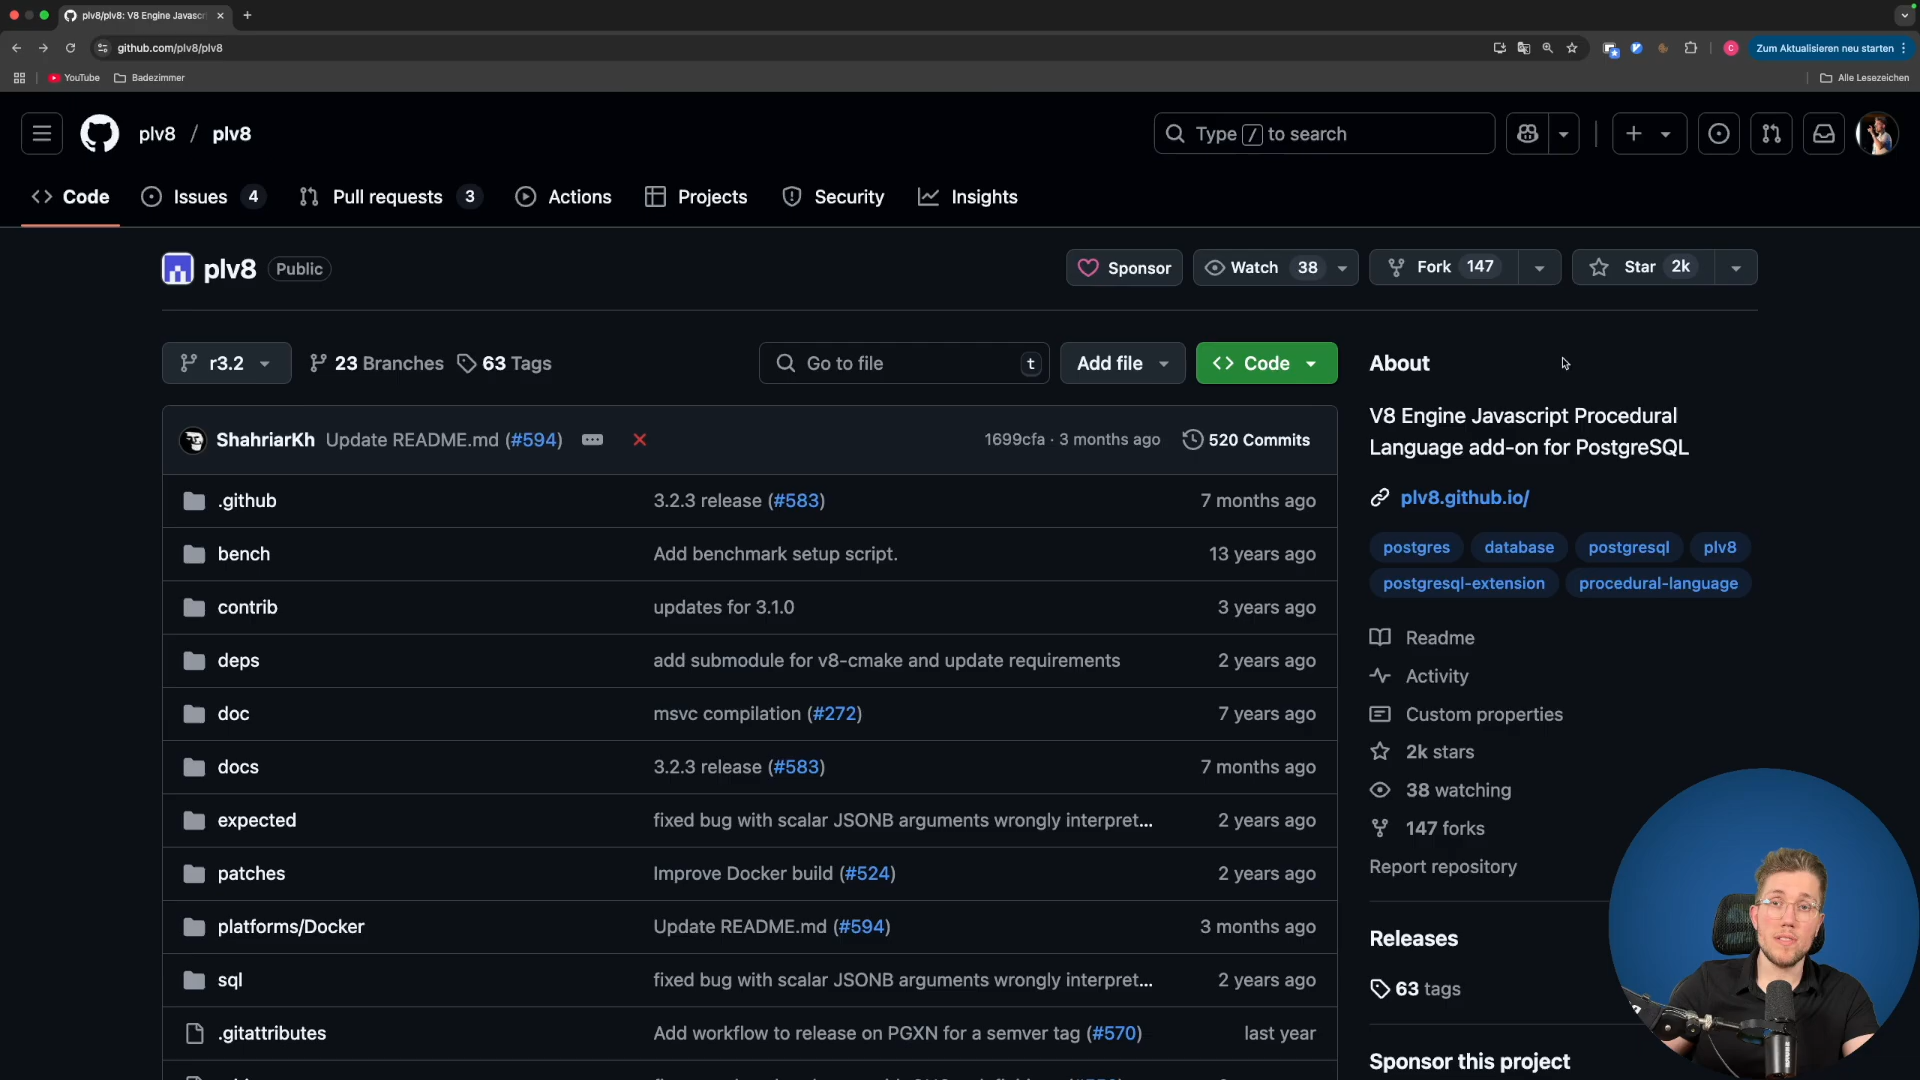 plv8/plv8: V8 Engine Javascri
github.com/plv8/plv8
Zum Aktualisieren neu starten
YouTube
Badezimmer
Alle Lesezeichen
plv8 / plv8
Type / to search
Code
Issues 4
Pull requests 3
Actions
Projects
Security
Insights
plv8 Public
Sponsor
Watch 38
Fork 147
Star 2k
r3.2
23 Branches
63 Tags
Go to file t
Add file
Code
ShahriarKh Update README.md (#594)
1699cfa · 3 months ago
520 Commits
.github 3.2.3 release (#583) 7 months ago
bench Add benchmark setup script. 13 years ago
contrib updates for 3.1.0 3 years ago
deps add submodule for v8-cmake and update requirements 2 years ago
doc msvc compilation (#272) 7 years ago
docs 3.2.3 release (#583) 7 months ago
expected fixed bug with scalar JSONB arguments wrongly interpret... 2 years ago
patches Improve Docker build (#524) 2 years ago
platforms/Docker Update README.md (#594) 3 months ago
sql fixed bug with scalar JSONB arguments wrongly interpret... 2 years ago
.gitattributes Add workflow to release on PGXN for a semver tag (#570) last year
About
V8 Engine Javascript Procedural
Language add-on for PostgreSQL
plv8.github.io/
postgres database postgresql plv8
postgresql-extension procedural-language
Readme
Activity
Custom properties
2k stars
38 watching
147 forks
Report repository
Releases
63 tags
Sponsor this project